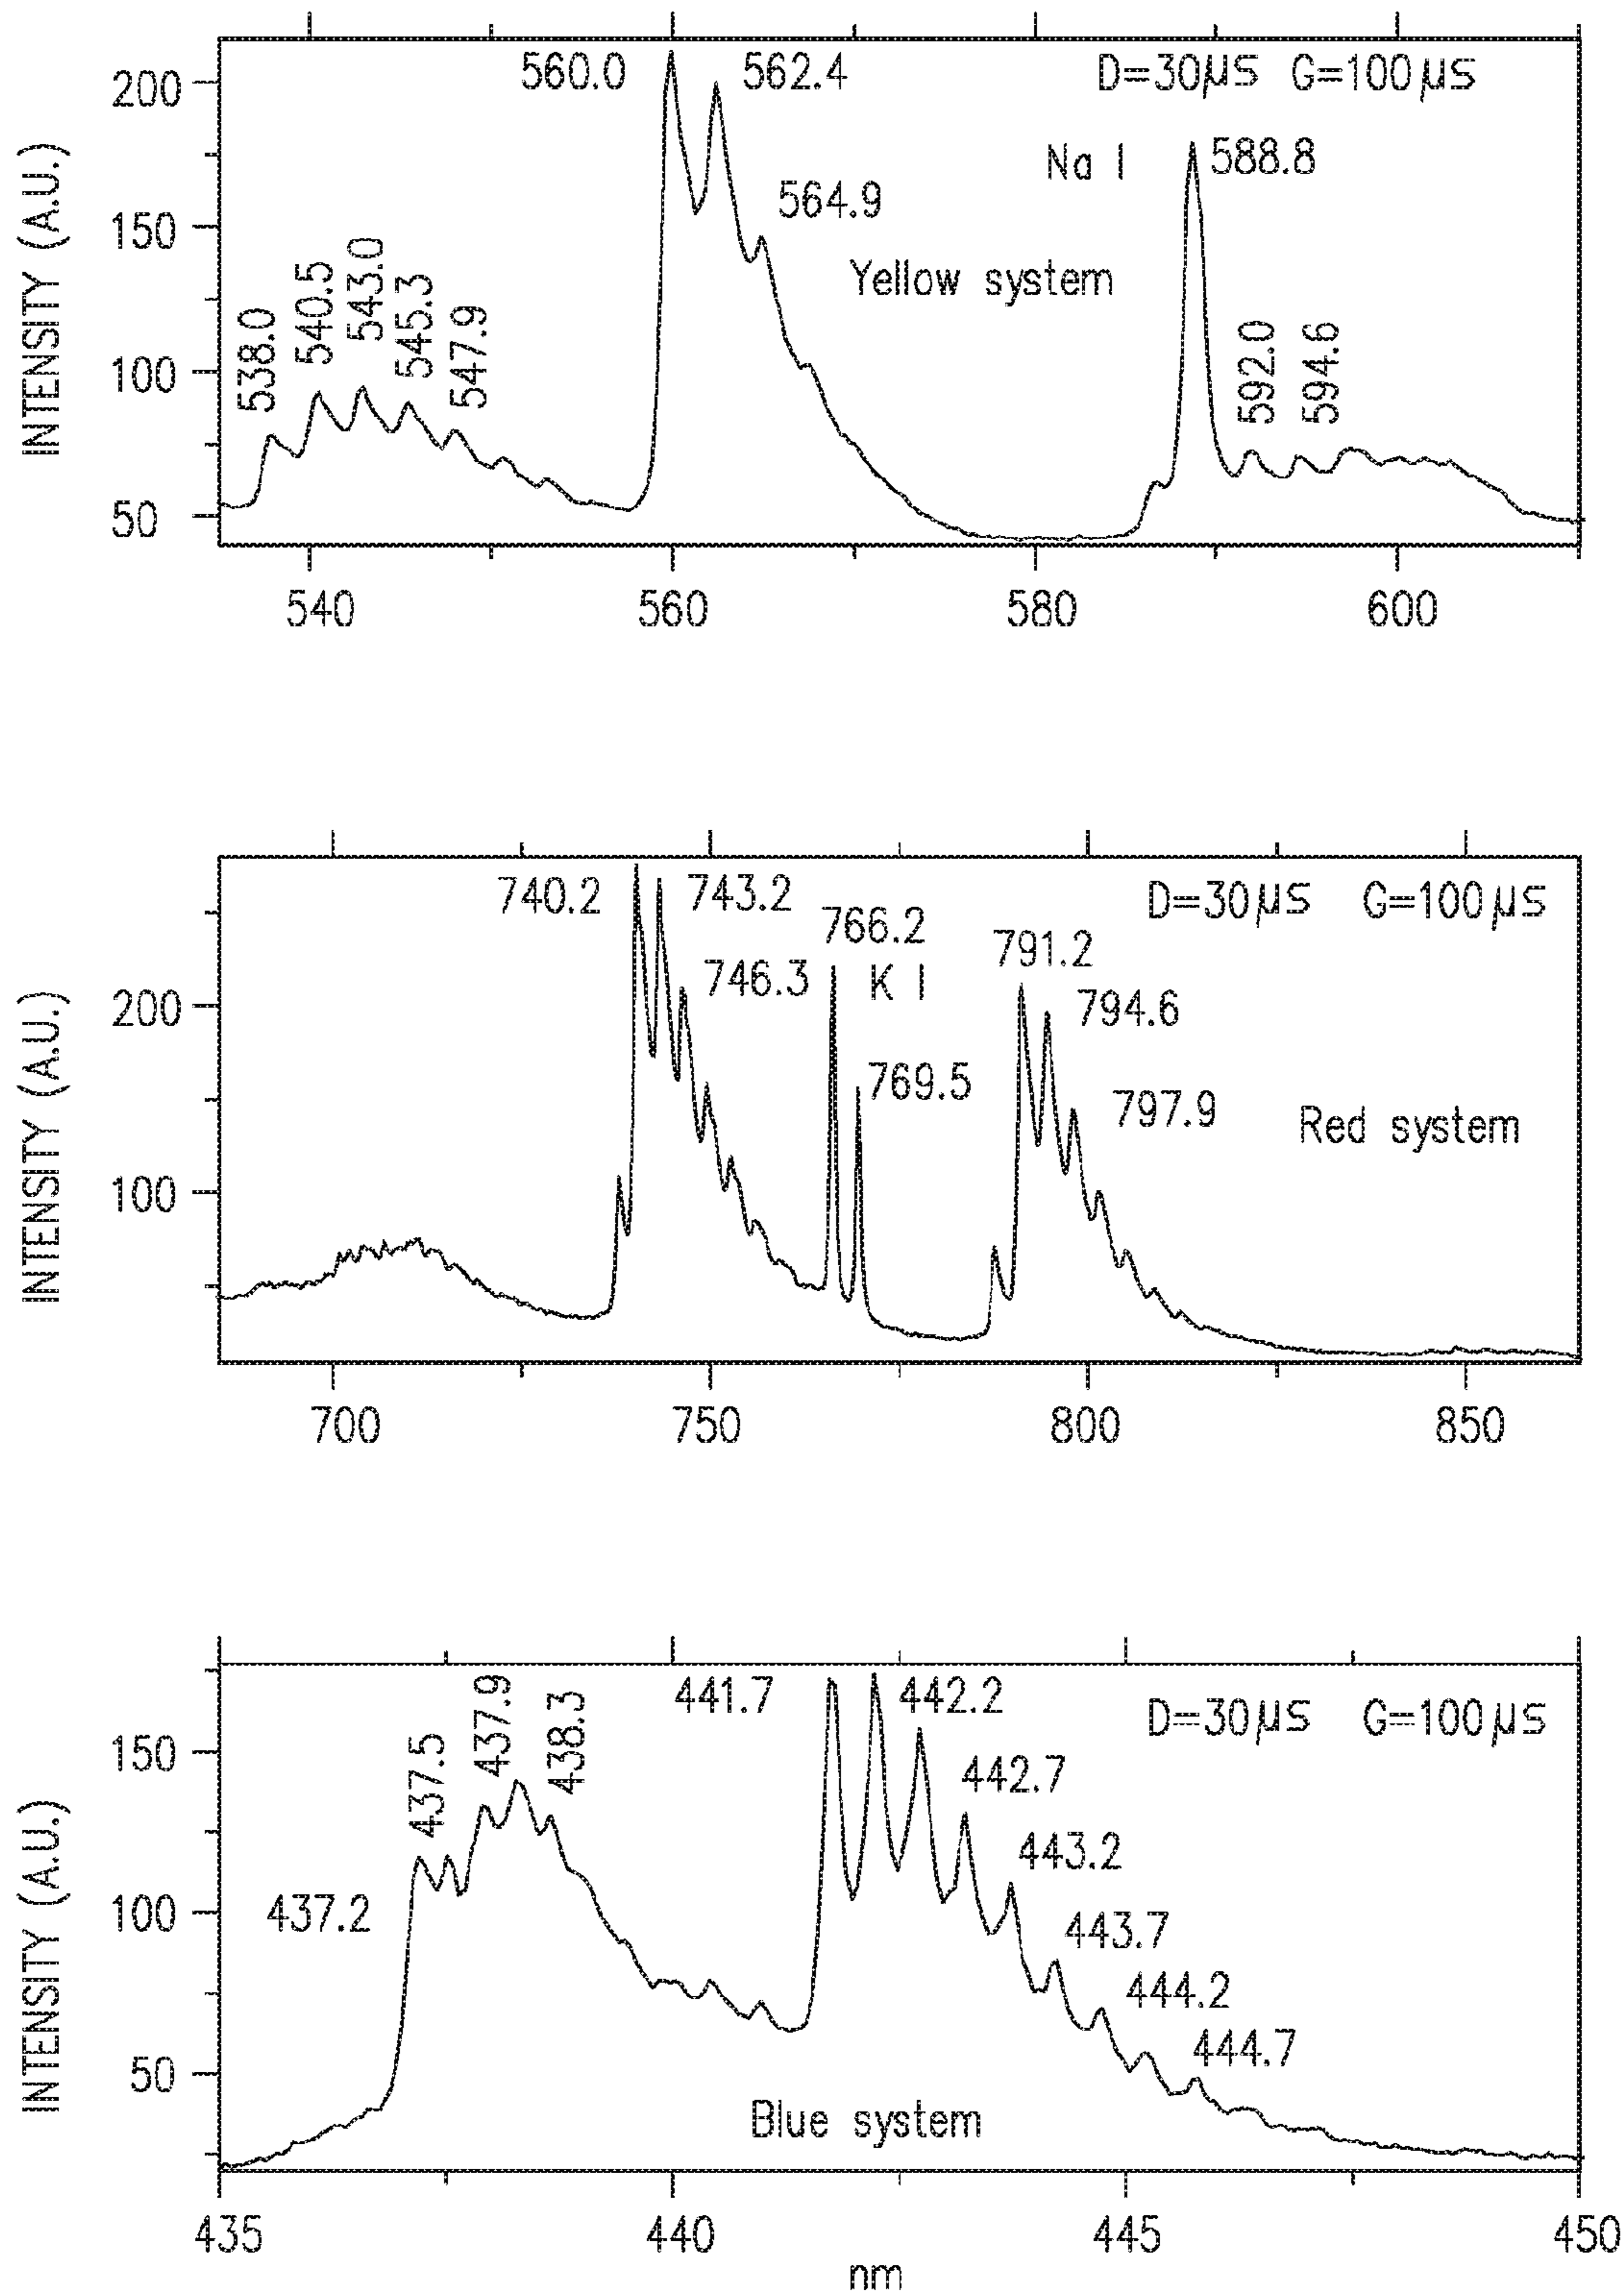 560.0 562.4 D=30µs G=100µs
200
Na I 588.8
564.9
150
Yellow system
INTENSITY (A.U.)
538.0 540.5 543.0 545.3 547.9 592.0 594.6
100
50
540 560 580 600
740.2 743.2 D=30µs G=100µs
766.2
791.2
746.3 K I
200 794.6
769.5
797.9
Red system
INTENSITY (A.U.)
100
700 750 800 850
441.7 442.2 D=30µs G=100µs
437.5 437.9 438.3
150
442.7
443.2
INTENSITY (A.U.)
100 437.2
443.7
444.2
444.7
50
Blue system
435 440 445 450
nm